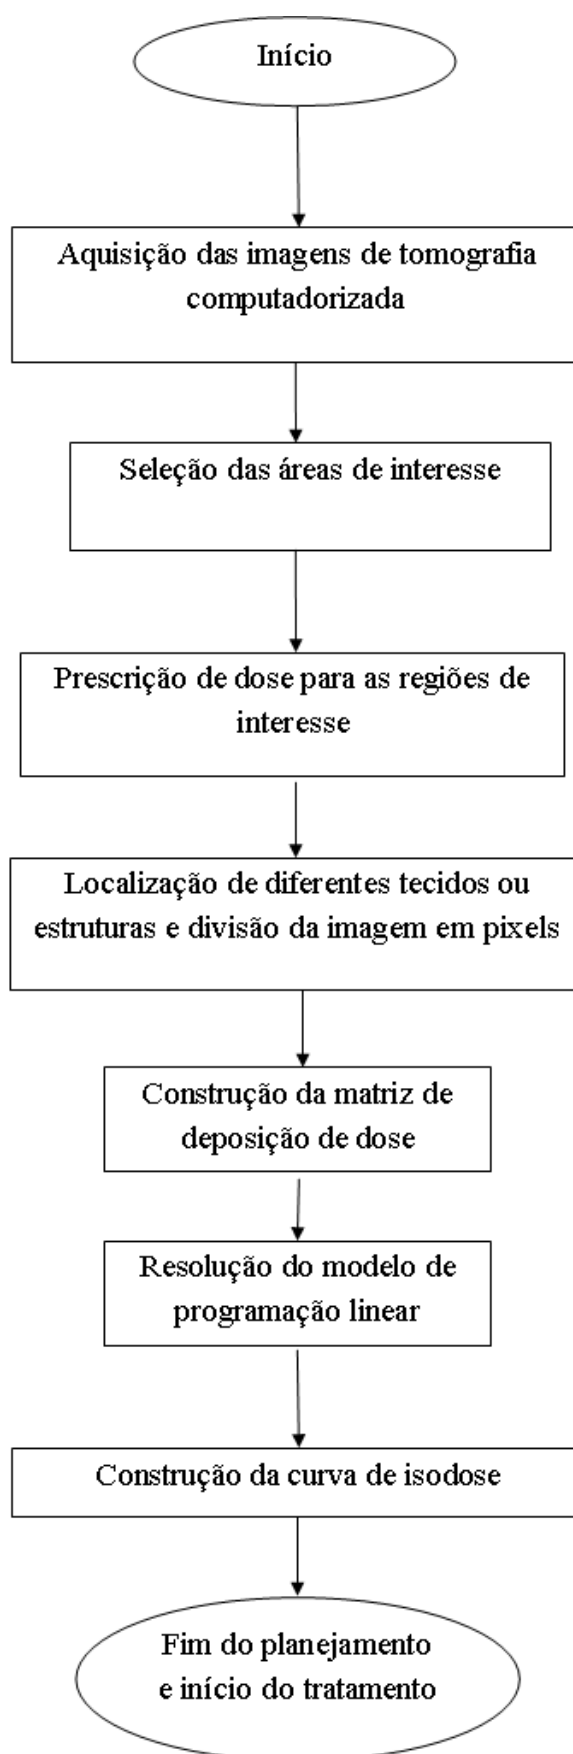 Início
Aquisição das imagens de tomografia
computadorizada
Seleção das áreas de interesse
Prescrição de dose para as regiões de
interesse
Localização de diferentes tecidos ou
estruturas e divisão da imagem em pixels
Construção da matriz de
deposição de dose
Resolução do modelo de
programação linear
Construção da curva de isodose
Fim do planejamento
e início do tratamento